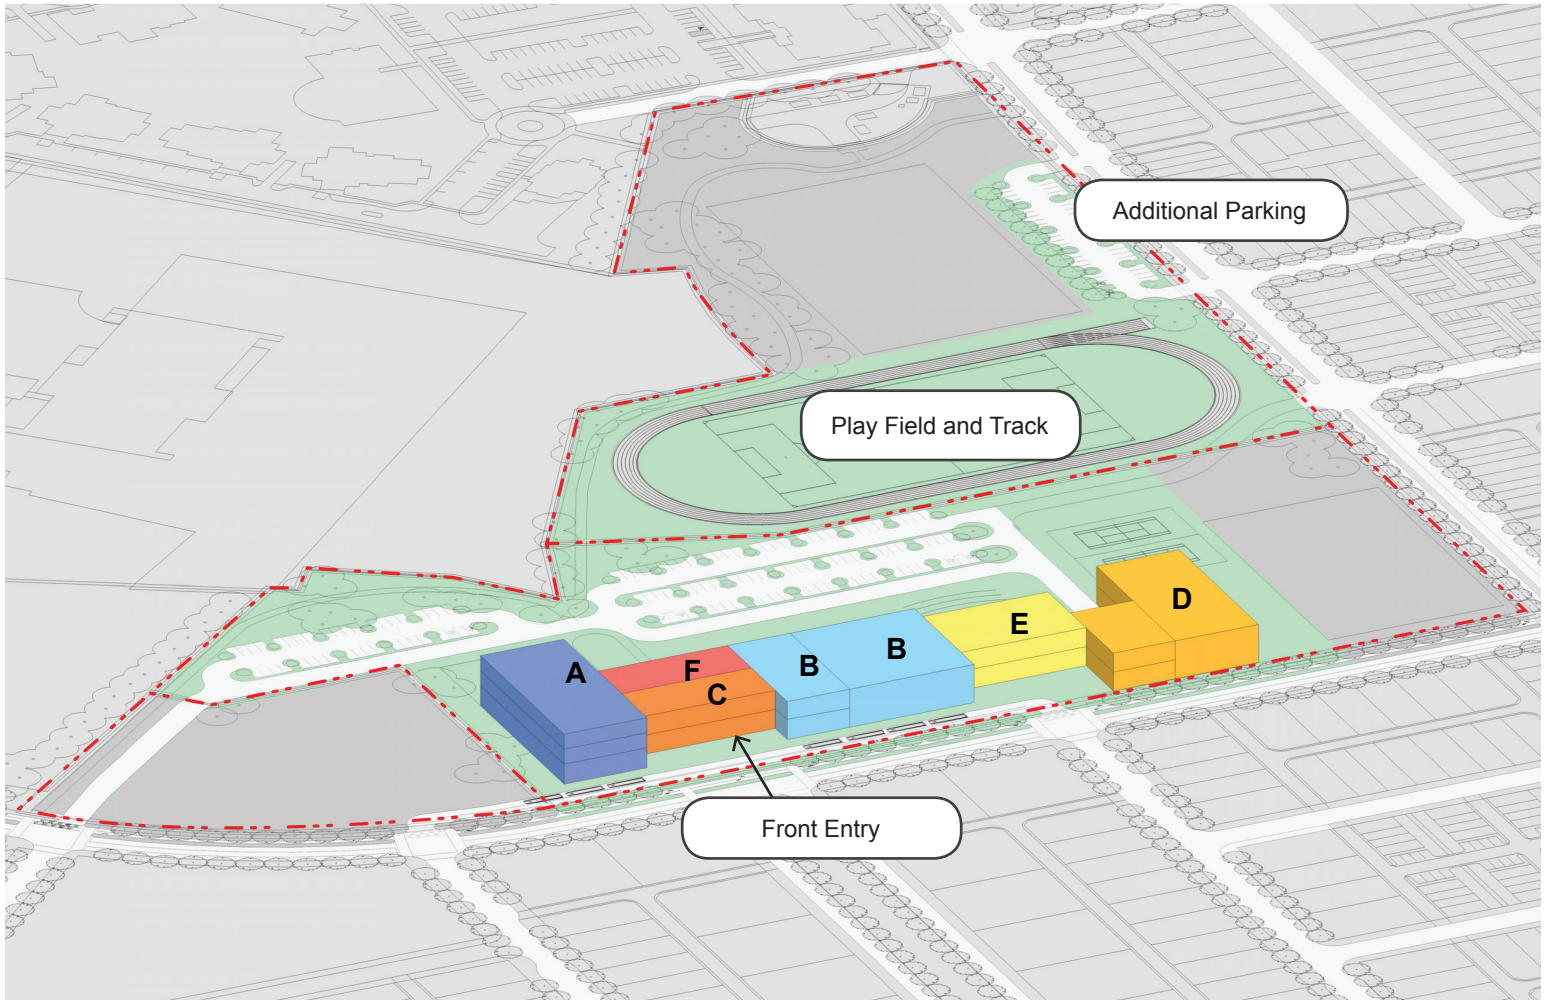 Additional Parking
Play Field and Track
D
E
B
B
F
A
C
Front Entry